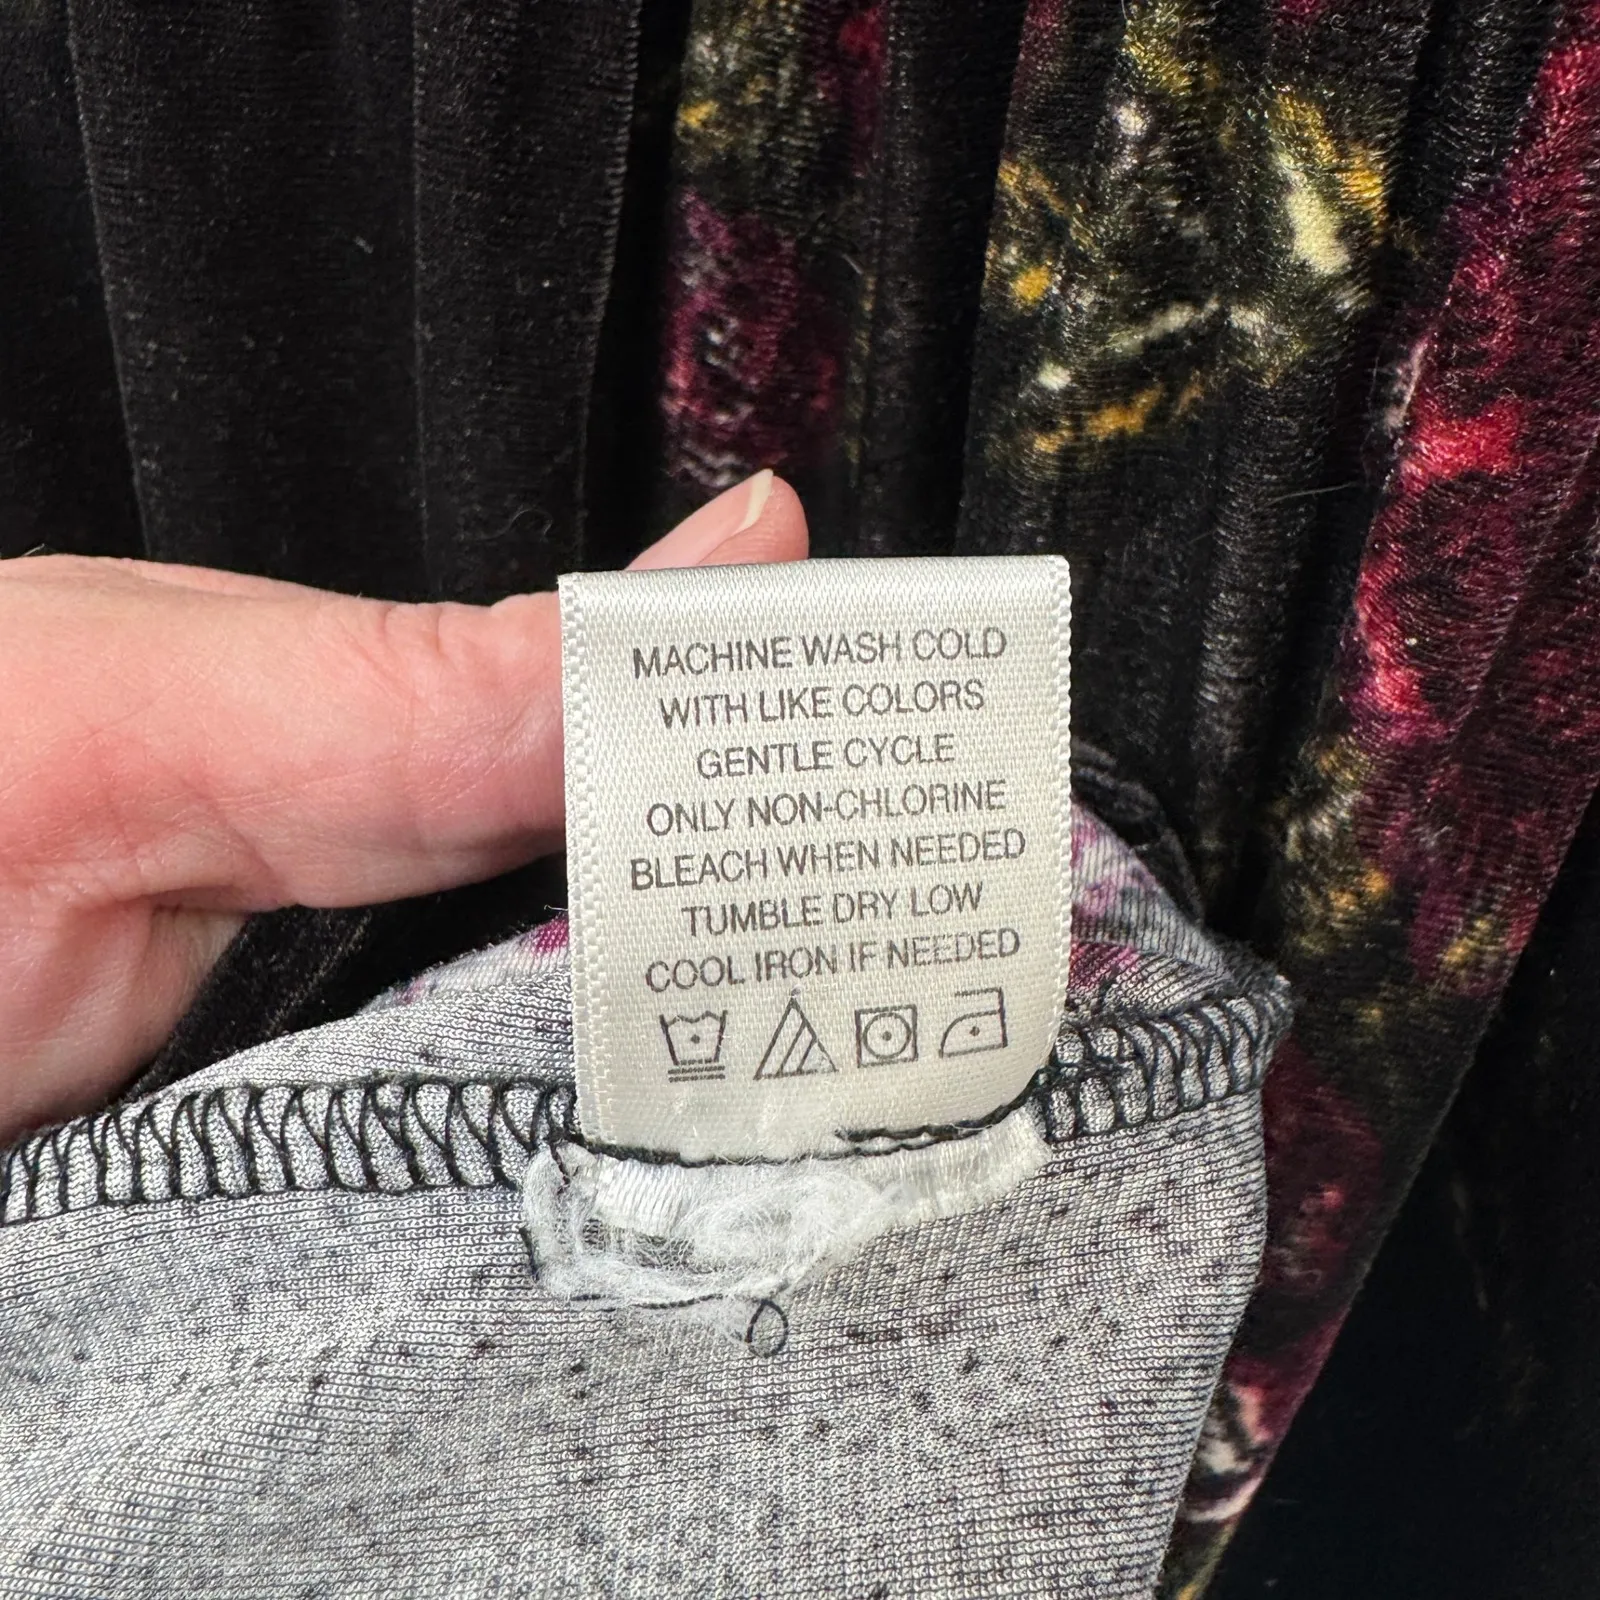 MACHINE WASH COLD
WITH LIKE COLORS
GENTLE CYCLE
ONLY NON-CHLORINE
BLEACH WHEN NEEDED
TUMBLE DRY LOW
COOL IRON IF NEEDED